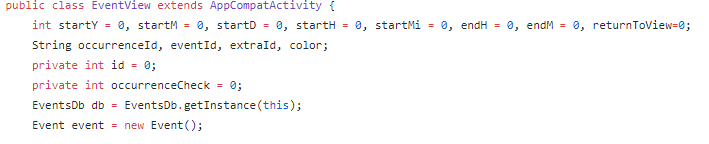 public class EventView extends AppCompatActivity {
int startY = 0, startM = 0, startD = 0, startH = 0, startMi = 0, endH = 0, endM = 0, returnToView=0;
String occurrenceId, eventId, extraId, color;
private int id = 0;
private int occurrenceCheck = 0;
EventsDb db = EventsDb.getInstance(this);
Event event = new Event();